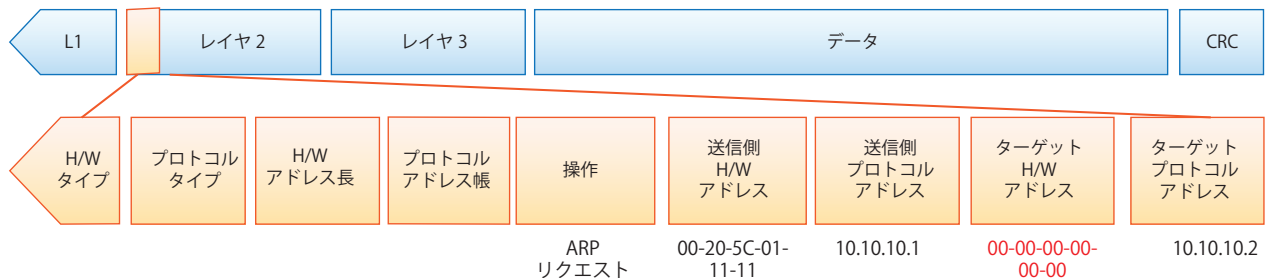 L1
レイヤ 2
レイヤ 3
データ
CRC
H/W
タイプ
プロトコル
タイプ
H/W
アドレス長
プロトコル
アドレス帳
操作
送信側
H/W
アドレス
送信側
プロトコル
アドレス
ターゲット
H/W
アドレス
ターゲット
プロトコル
アドレス
ARP
リクエスト
00-20-5C-01-
11-11
10.10.10.1
00-00-00-00-
00-00
10.10.10.2